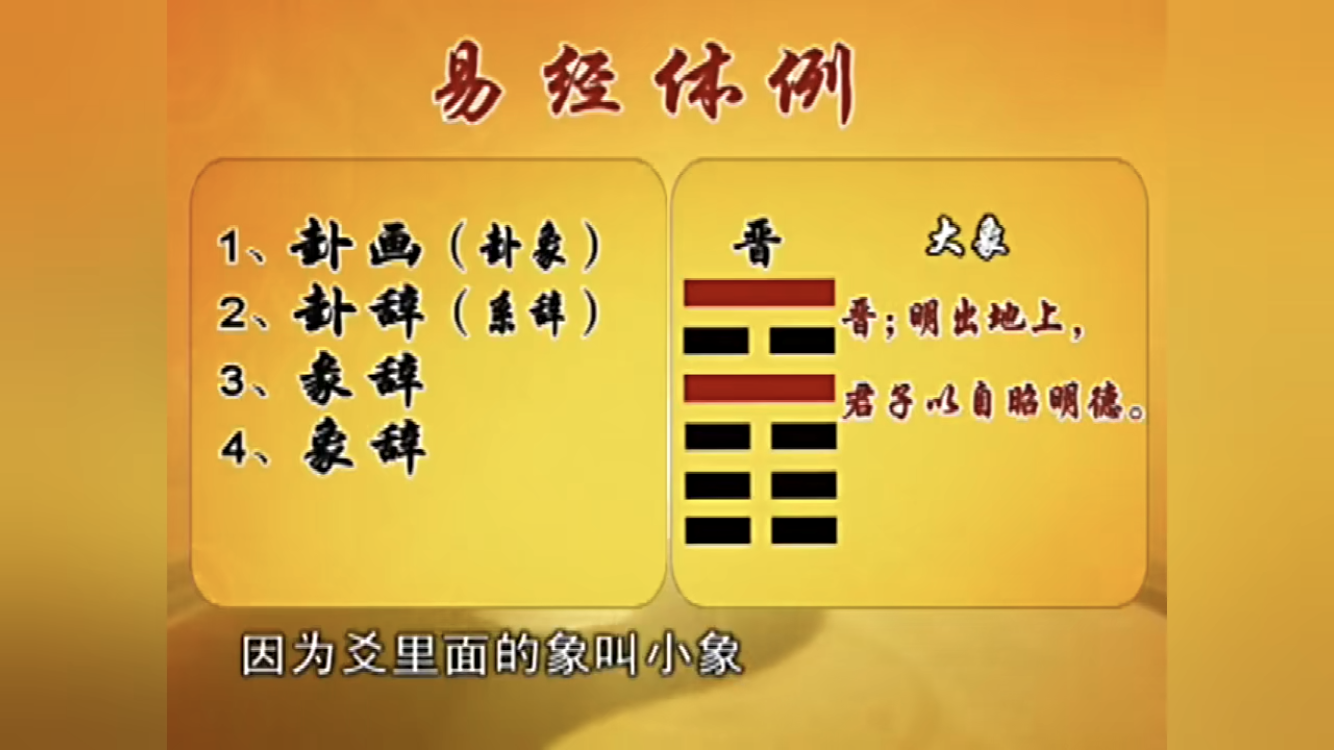 易经体例
1、卦画（卦象）
2、卦辞（系辞）
3、彖辞
4、象辞
晋
大象
晋；明出地上，
君子以自昭明德。
因为爻里面的象叫小象